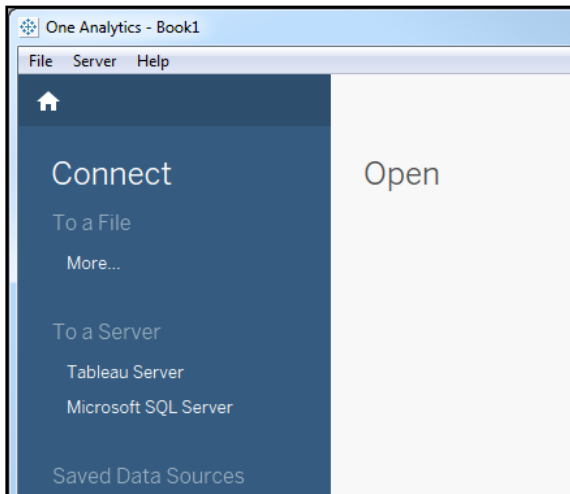 One Analytics - Book1
File Server Help
Connect
To a File
More...
To a Server
Tableau Server
Microsoft SQL Server
Saved Data Sources
Open